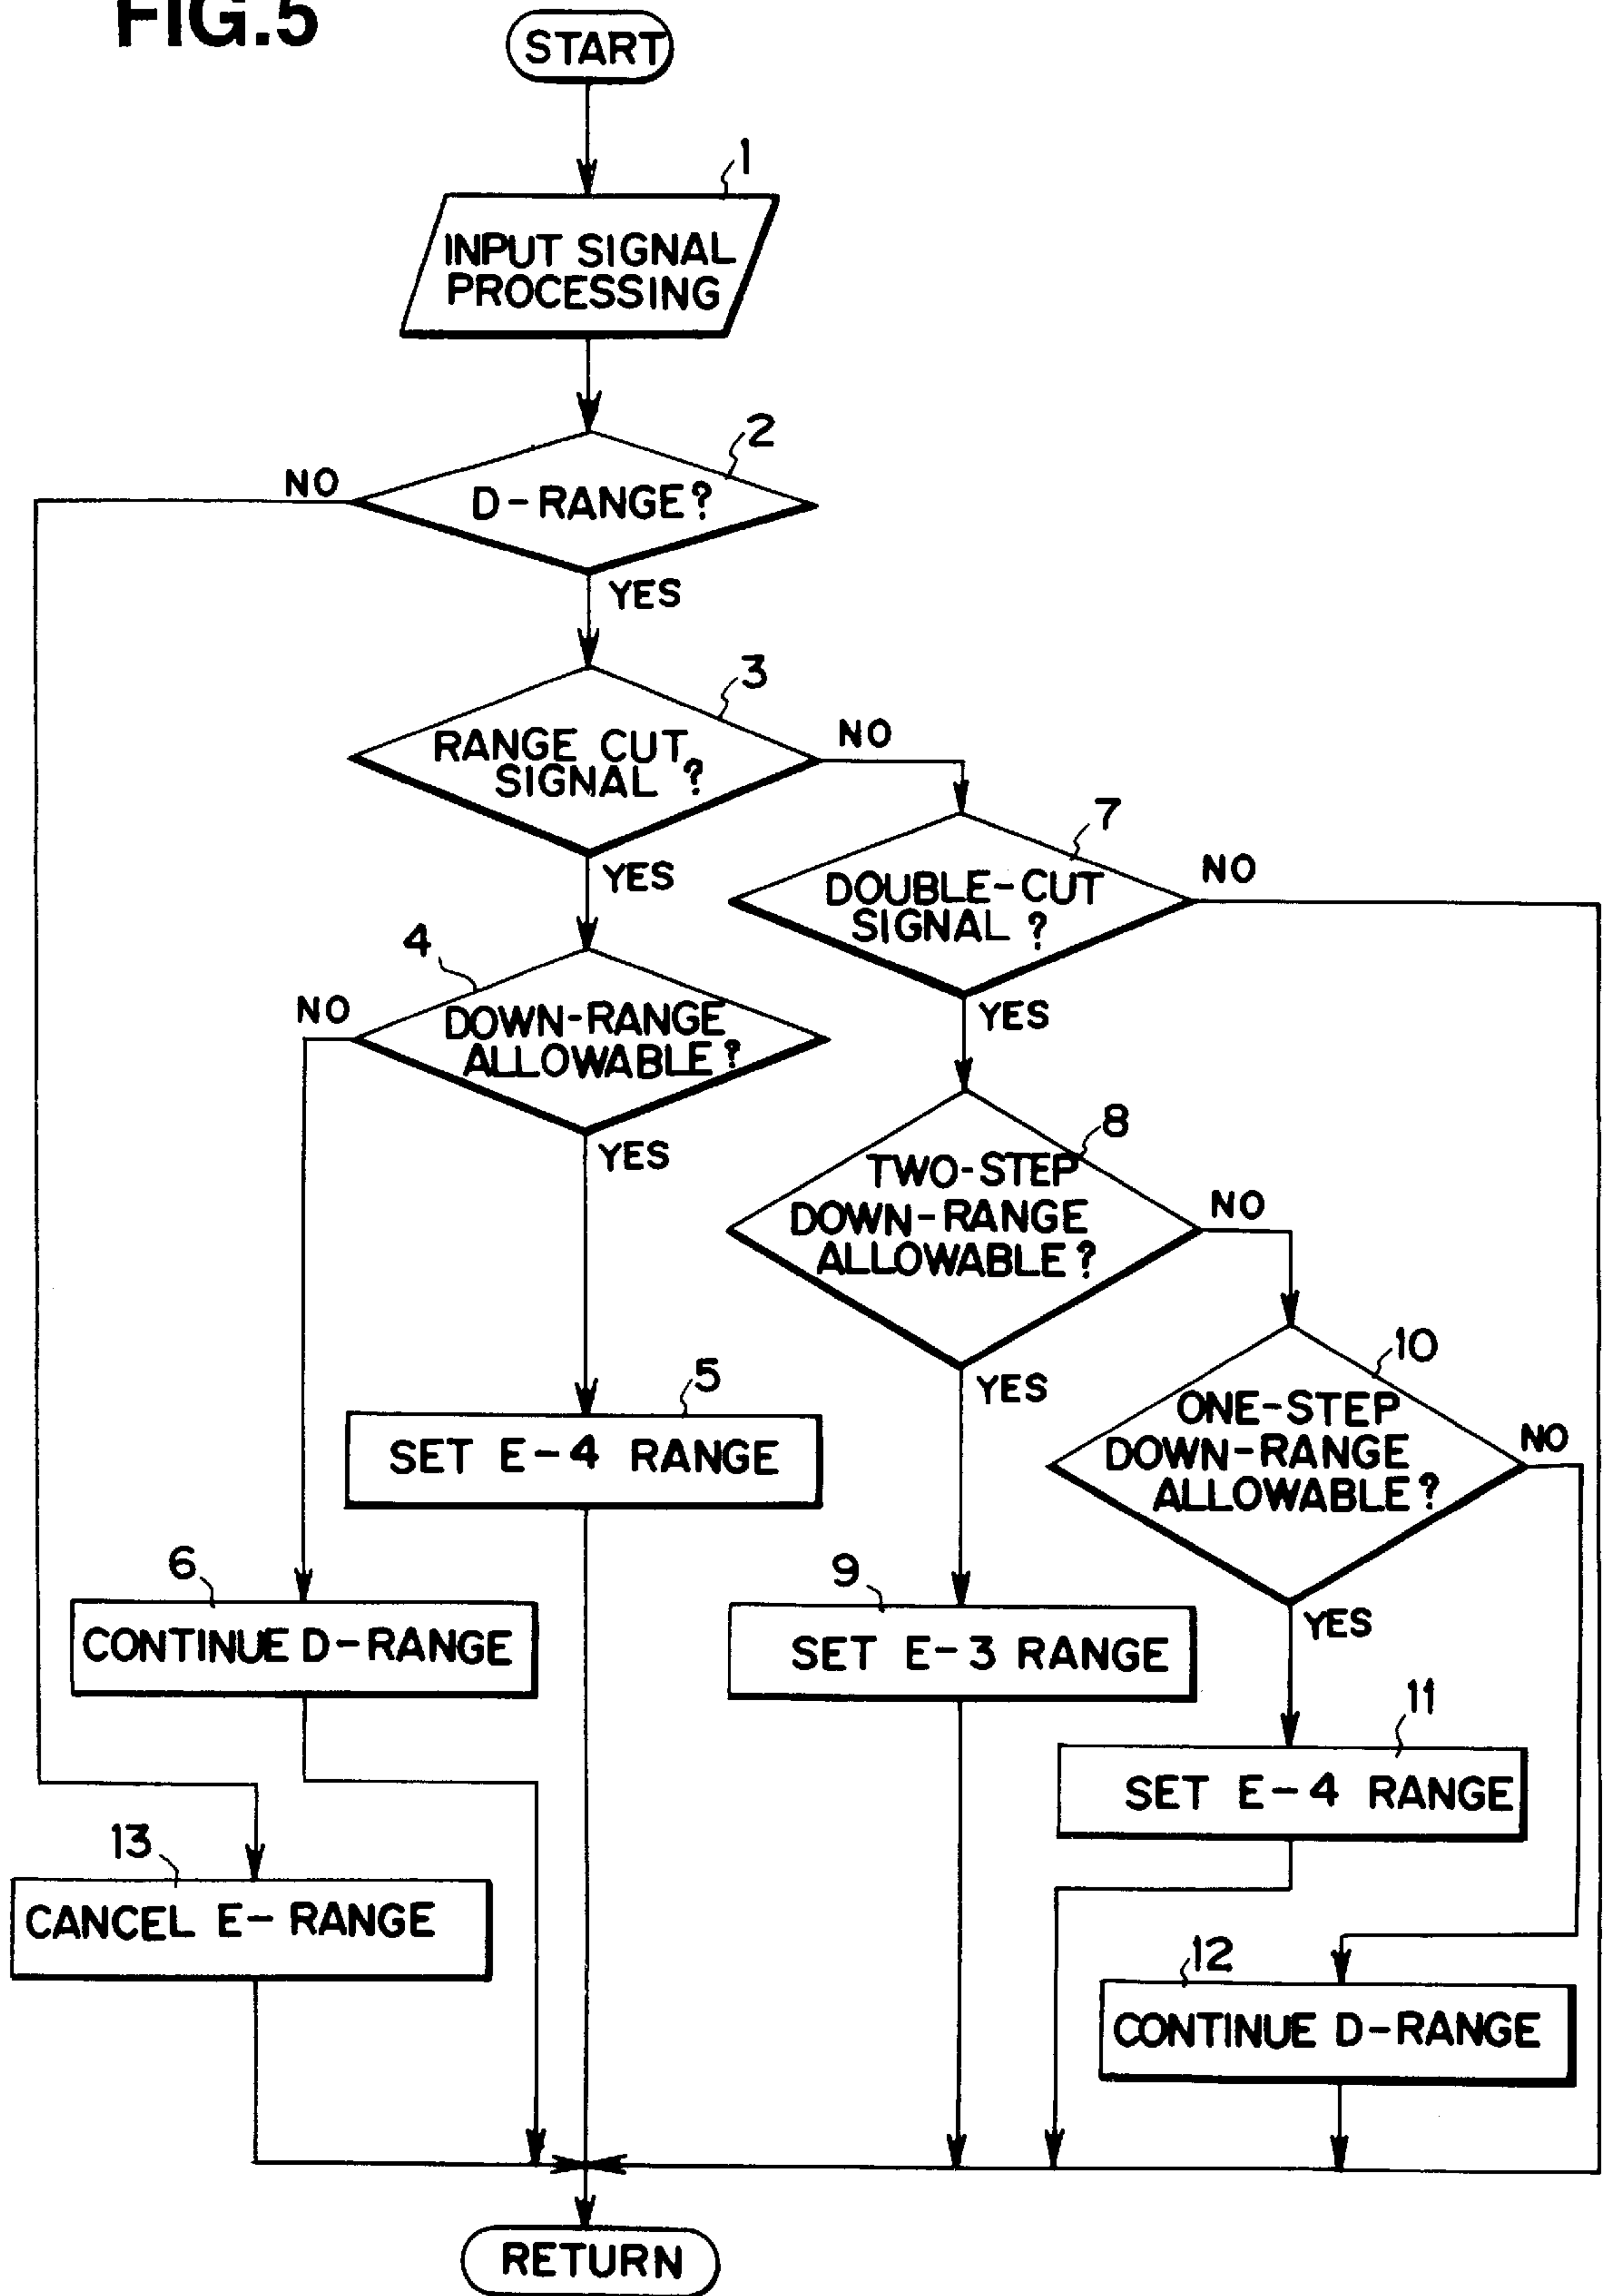 FIG.5
START
1
INPUT SIGNAL
PROCESSING
2
NO
D-RANGE?
YES
3
RANGE CUT
SIGNAL ?
NO
YES
7
DOUBLE-CUT
SIGNAL ?
NO
YES
4
NO
DOWN-RANGE
ALLOWABLE?
YES
8
TWO-STEP
DOWN-RANGE
ALLOWABLE?
NO
YES
10
ONE-STEP
DOWN-RANGE
ALLOWABLE?
NO
YES
5
SET E-4 RANGE
6
CONTINUE D-RANGE
9
SET E-3 RANGE
11
SET E-4 RANGE
13
CANCEL E- RANGE
12
CONTINUE D-RANGE
RETURN